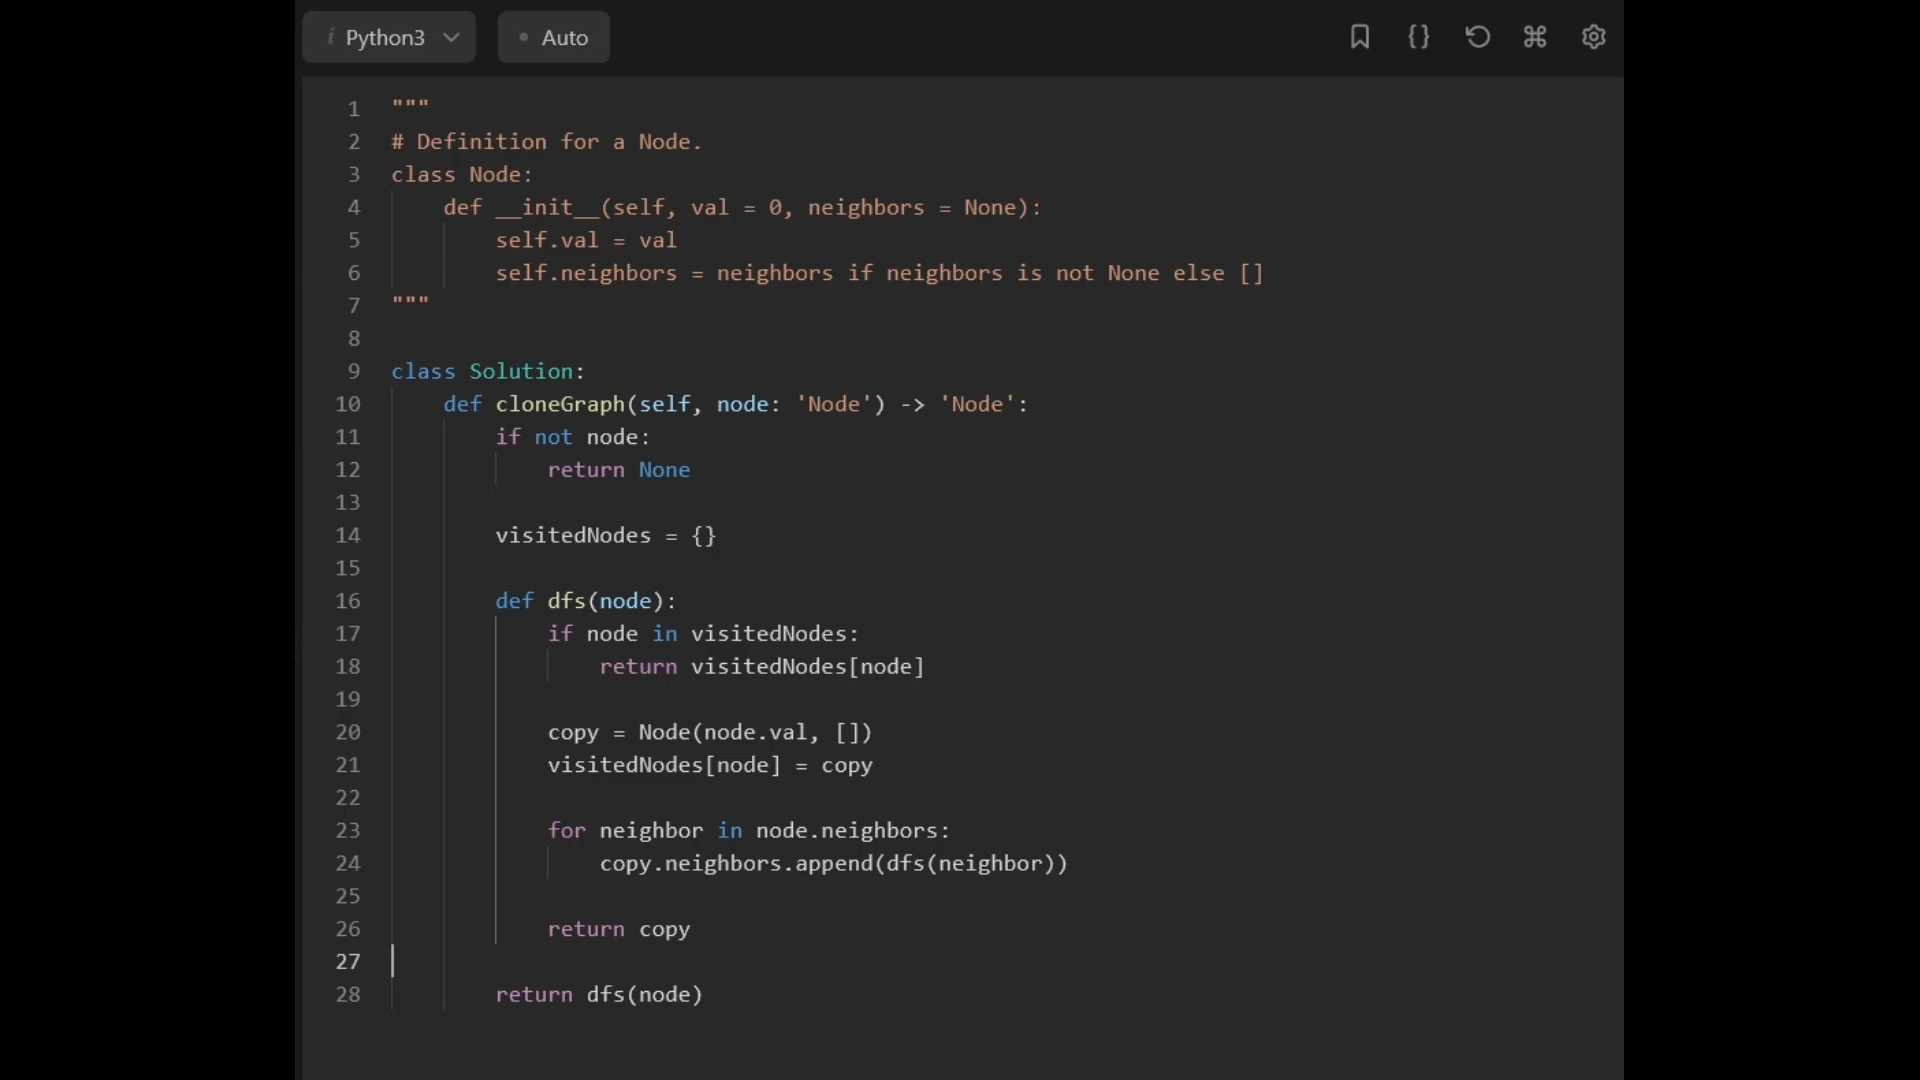 i Python3 Auto
1 """
2 # Definition for a Node.
3 class Node:
4     def __init__(self, val = 0, neighbors = None):
5         self.val = val
6         self.neighbors = neighbors if neighbors is not None else []
7 """
8
9 class Solution:
10     def cloneGraph(self, node: 'Node') -> 'Node':
11         if not node:
12             return None
13
14         visitedNodes = {}
15
16         def dfs(node):
17             if node in visitedNodes:
18                 return visitedNodes[node]
19
20             copy = Node(node.val, [])
21             visitedNodes[node] = copy
22
23             for neighbor in node.neighbors:
24                 copy.neighbors.append(dfs(neighbor))
25
26             return copy
27
28         return dfs(node)